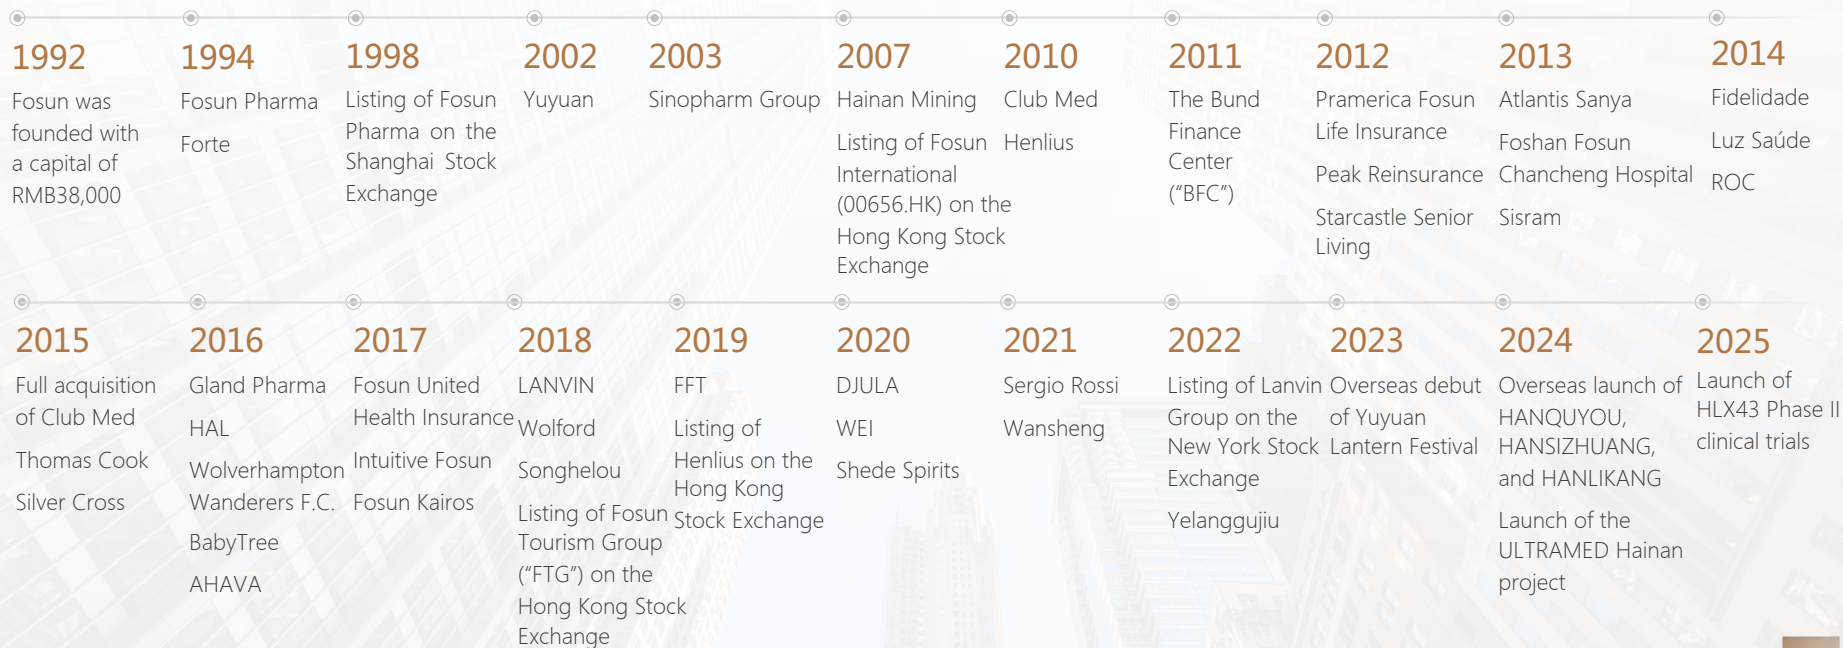 1992
Fosun was
founded with
a capital of
RMB38,000
1994
Fosun Pharma
Forte
1998
Listing of Fosun
Pharma on the
Shanghai Stock
Exchange
2002
Yuyuan
2003
Sinopharm Group
2007
Hainan Mining
Listing of Fosun
International
(00656.HK) on the
Hong Kong Stock
Exchange
2010
Club Med
Henlius
2011
The Bund
Finance
Center
(“BFC”)
2012
Pramerica Fosun
Life Insurance
Peak Reinsurance
Starcastle Senior
Living
2013
Atlantis Sanya
Foshan Fosun
Chancheng Hospital
Sisram
2014
Fidelidade
Luz Saúde
ROC
2015
Full acquisition
of Club Med
Thomas Cook
Silver Cross
2016
Gland Pharma
HAL
Wolverhampton
Wanderers F.C.
BabyTree
AHAVA
2017
Fosun United
Health Insurance
Intuitive Fosun
Fosun Kairos
2018
LANVIN
Wolford
Songhelou
Listing of Fosun
Tourism Group
(“FTG”) on the
Hong Kong Stock
Exchange
2019
FFT
Listing of
Henlius on the
Hong Kong
Stock Exchange
2020
DJULA
WEI
Shede Spirits
2021
Sergio Rossi
Wansheng
2022
Listing of Lanvin
Group on the
New York Stock
Exchange
Yelanggujiu
2023
Overseas debut
of Yuyuan
Lantern Festival
2024
Overseas launch of
HANQUYOU,
HANSIZHUANG,
and HANLIKANG
Launch of the
ULTRAMED Hainan
project
2025
Launch of
HLX43 Phase II
clinical trials